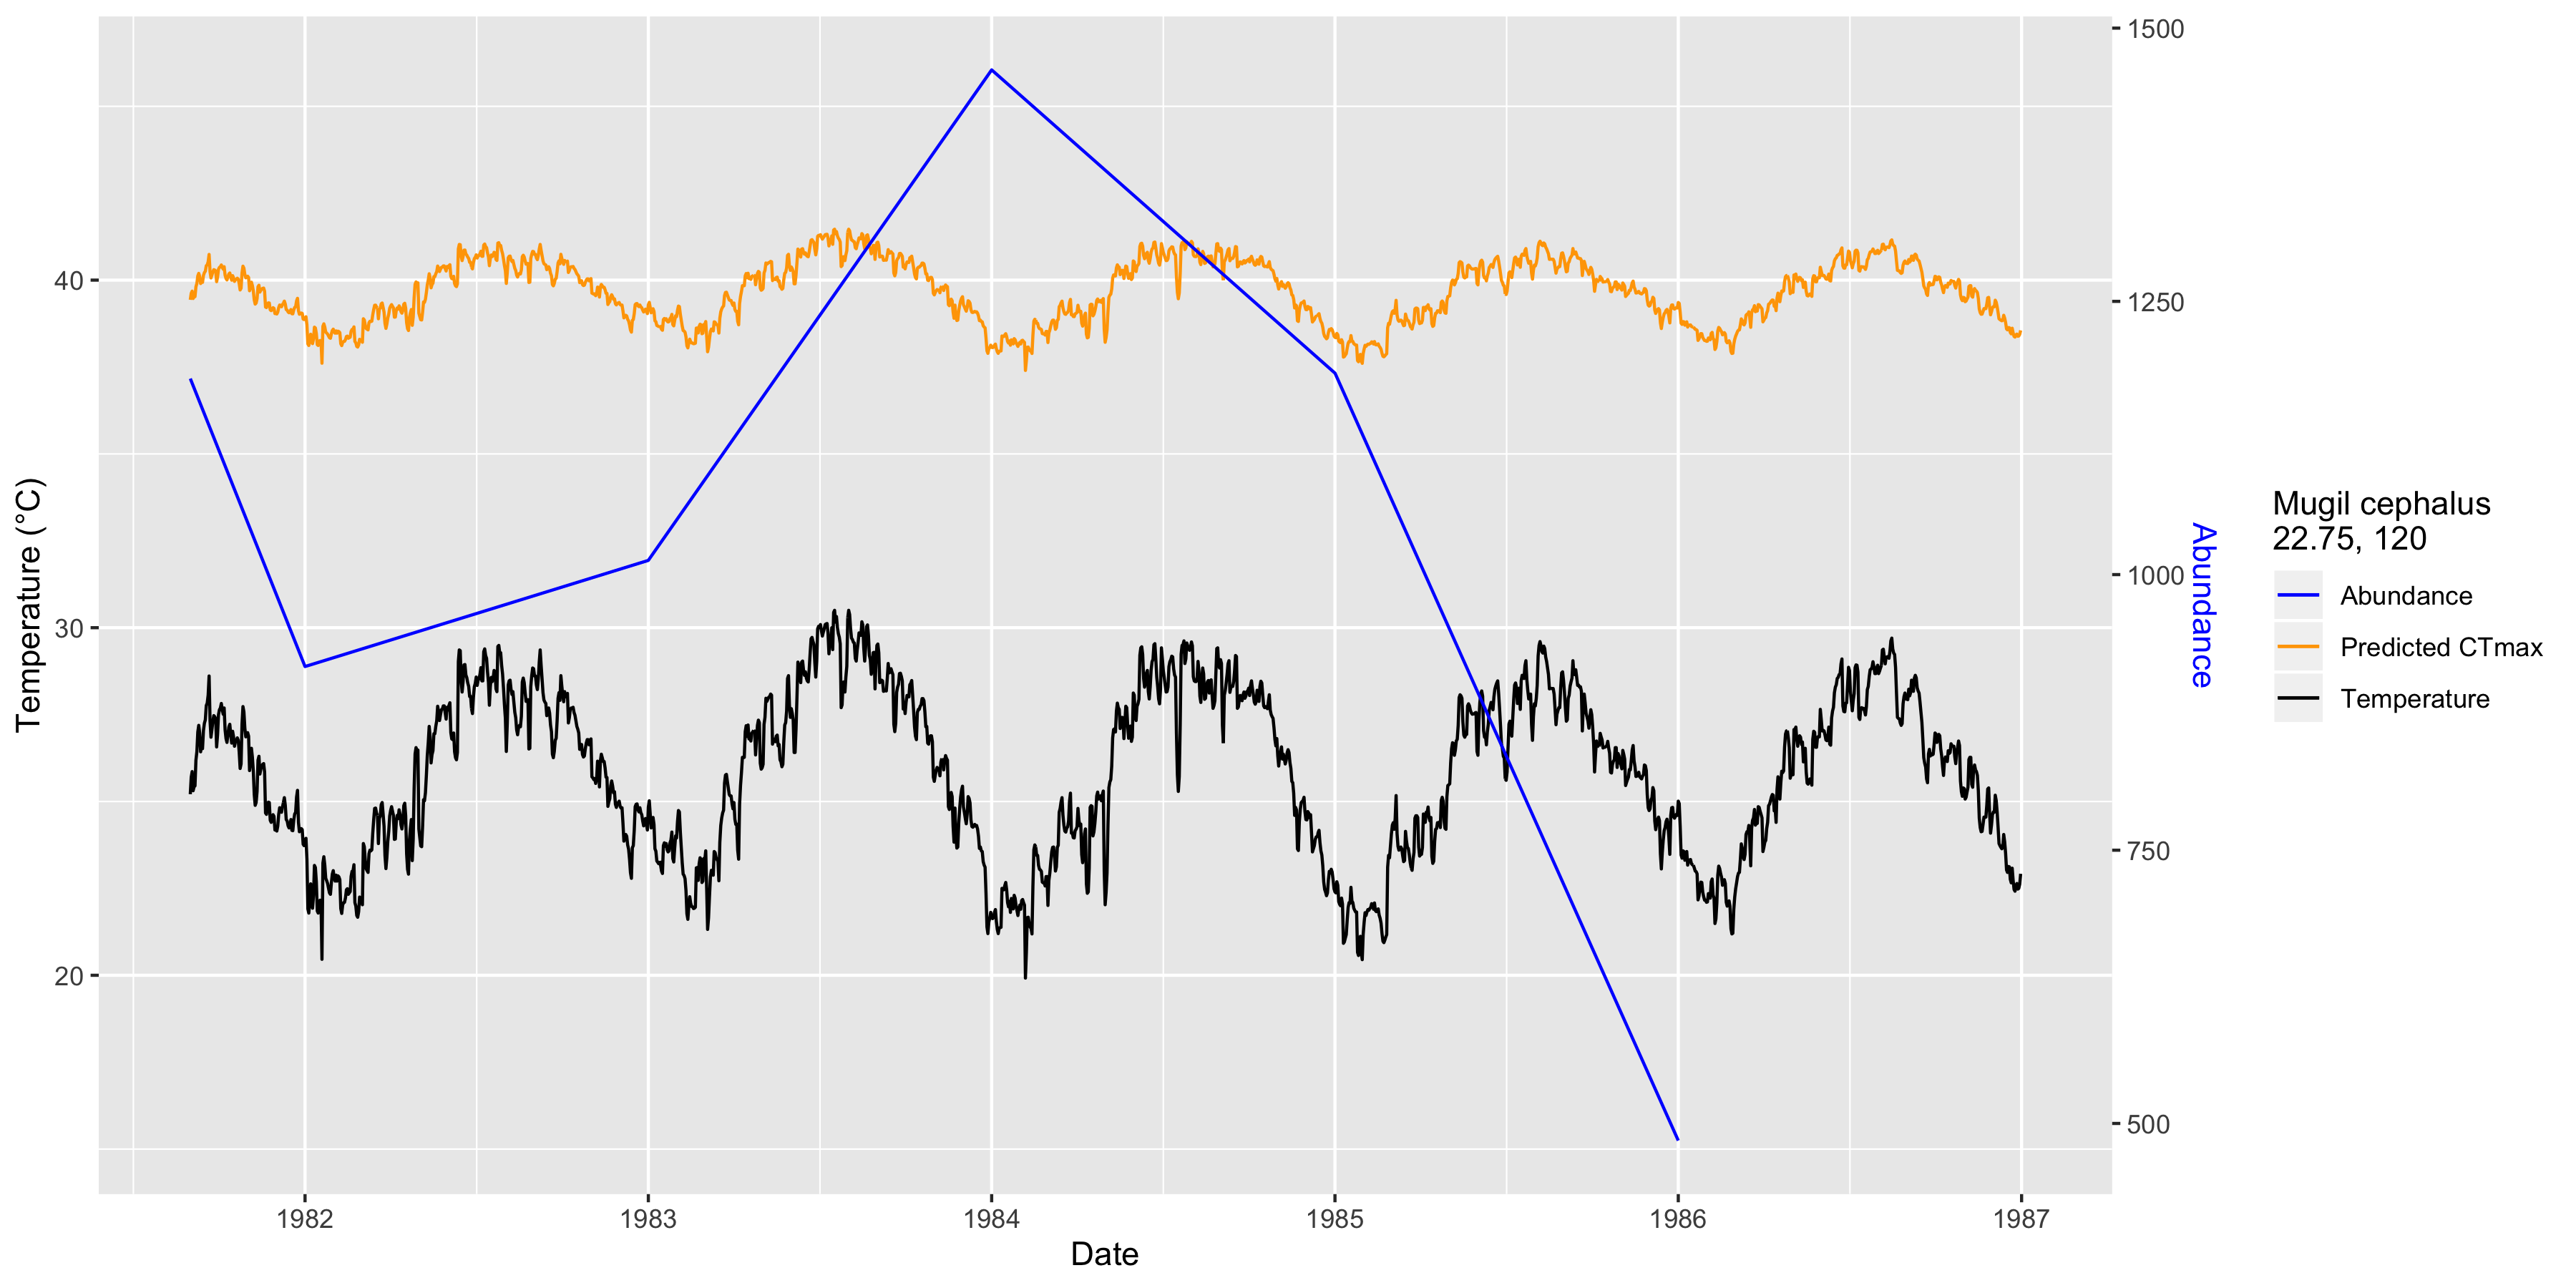 Temperature (°C)
40
30
20
1982
1983
1984
1985
1986
1987
Date
1500
1250
1000
750
500
Abundance
Mugil cephalus
22.75, 120
Abundance
Predicted CTmax
Temperature